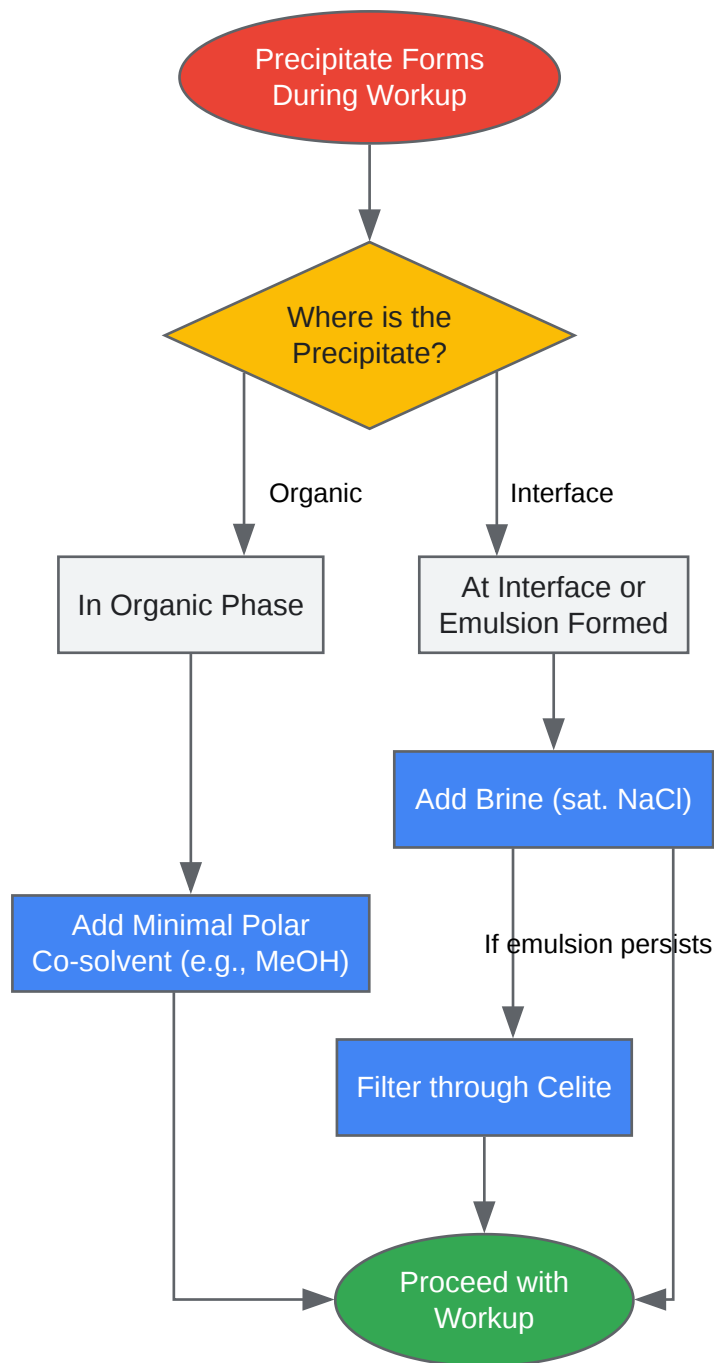 Precipitate Forms
During Workup
Where is the
Precipitate?
Organic
Interface
In Organic Phase
At Interface or
Emulsion Formed
Add Brine (sat. NaCl)
Add Minimal Polar
Co-solvent (e.g., MeOH)
If emulsion persists
Filter through Celite
Proceed with
Workup